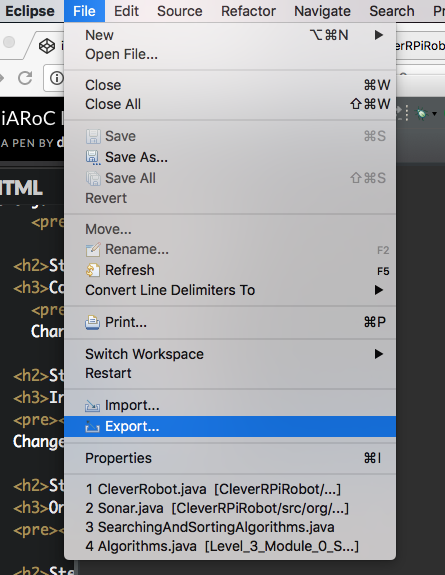 Eclipse File Edit Source Refactor Navigate Search Pr
New ⌥⌘N ▶
Open File...
Close ⌘W
Close All ⇧⌘W
Save ⌘S
Save As...
Save All ⇧⌘S
Revert
Move...
Rename... F2
Refresh F5
Convert Line Delimiters To ▶
Print... ⌘P
Switch Workspace ▶
Restart
Import...
Export...
Properties ⌘I
1 CleverRobot.java [CleverRPiRobot/...]
2 Sonar.java [CleverRPiRobot/src/org/...
3 SearchingAndSortingAlgorithms.java
4 Algorithms.java [Level_3_Module_0_S...]
erRPiRobot
iARoC
A PEN BY d
HTML
<pre
<h2>St
<h3>Co
<pre
Char
<h2>St
<h3>Ir
<pre><
Change
<h2>St
<h3>Or
<pre><
<h2>Ste